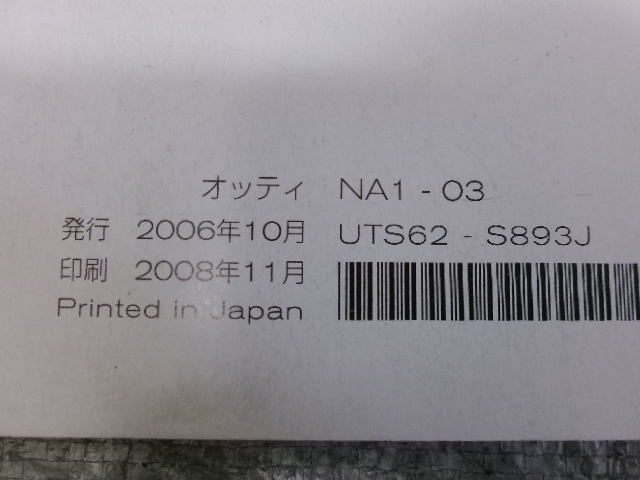 オッティ NA1 - 03
発行 2006年10月 UTS62 - S893J
印刷 2008年11月
Printed in Japan